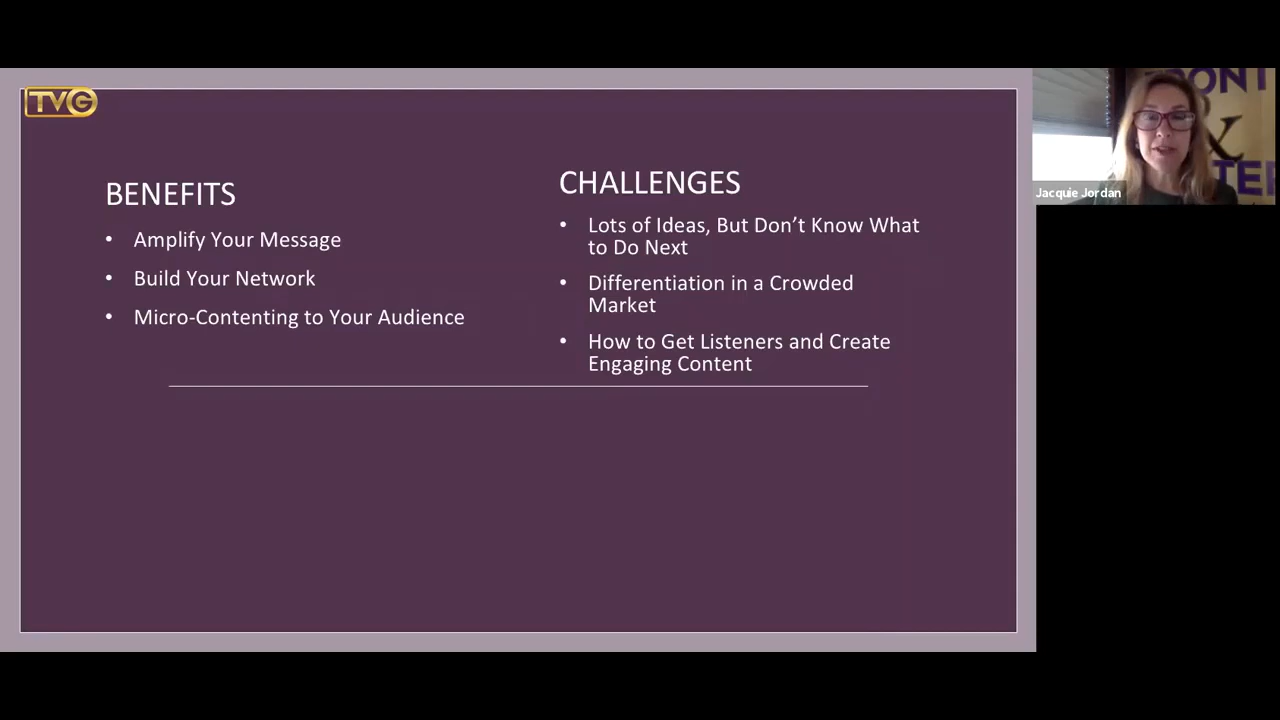 TVG
BENEFITS
• Amplify Your Message
• Build Your Network
• Micro-Contenting to Your Audience
CHALLENGES
• Lots of Ideas, But Don’t Know What
to Do Next
• Differentiation in a Crowded
Market
• How to Get Listeners and Create
Engaging Content
Jacquie Jordan